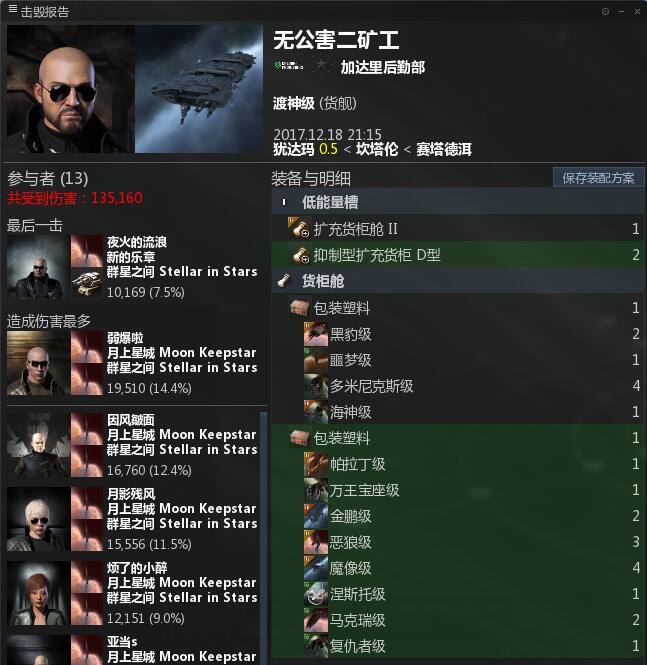 击毁报告
无公害二矿工
加达里后勤部
渡神级 (货舰)
2017.12.18 21:15
犹达玛 0.5 < 坎塔伦 < 赛塔德洱
参与者 (13)
共受到伤害：135,160
最后一击
夜火的流浪
新的乐章
群星之间 Stellar in Stars
10,169 (7.5%)
造成伤害最多
弱爆啦
月上星城 Moon Keepstar
群星之间 Stellar in Stars
19,510 (14.4%)
因风皱面
月上星城 Moon Keepstar
群星之间 Stellar in Stars
16,760 (12.4%)
月影残风
月上星城 Moon Keepstar
群星之间 Stellar in Stars
15,556 (11.5%)
烦了的小醉
月上星城 Moon Keepstar
群星之间 Stellar in Stars
12,151 (9.0%)
亚当s
月上星城 Moon Keepstar
装备与明细
保存装配方案
低能量槽
扩充货柜舱 II 1
抑制型扩充货柜 D型 2
货柜舱
包装塑料 1
黑豹级 2
噩梦级 1
多米尼克斯级 4
海神级 1
包装塑料 1
帕拉丁级 1
万王宝座级 1
金鹏级 2
恶狼级 3
魔像级 4
涅斯托级 1
马克瑞级 2
复仇者级 1